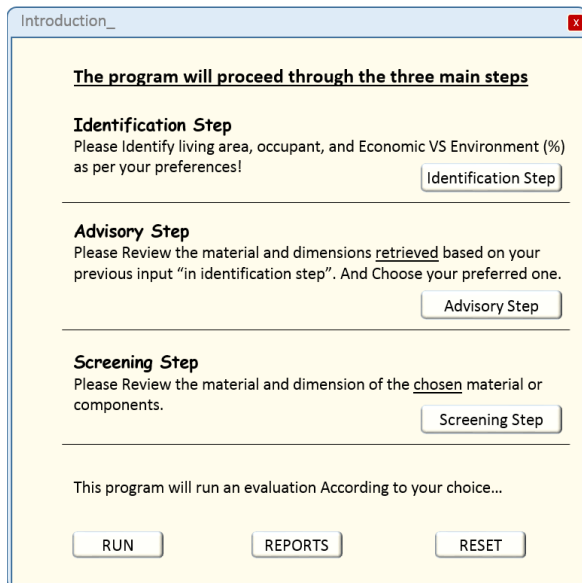 Introduction_
x
The program will proceed through the three main steps
Identification Step
Please Identify living area, occupant, and Economic VS Environment (%)
as per your preferences!
Identification Step
Advisory Step
Please Review the material and dimensions retrieved based on your
previous input “in identification step”. And Choose your preferred one.
Advisory Step
Screening Step
Please Review the material and dimension of the chosen material or
components.
Screening Step
This program will run an evaluation According to your choice...
RUN REPORTS RESET